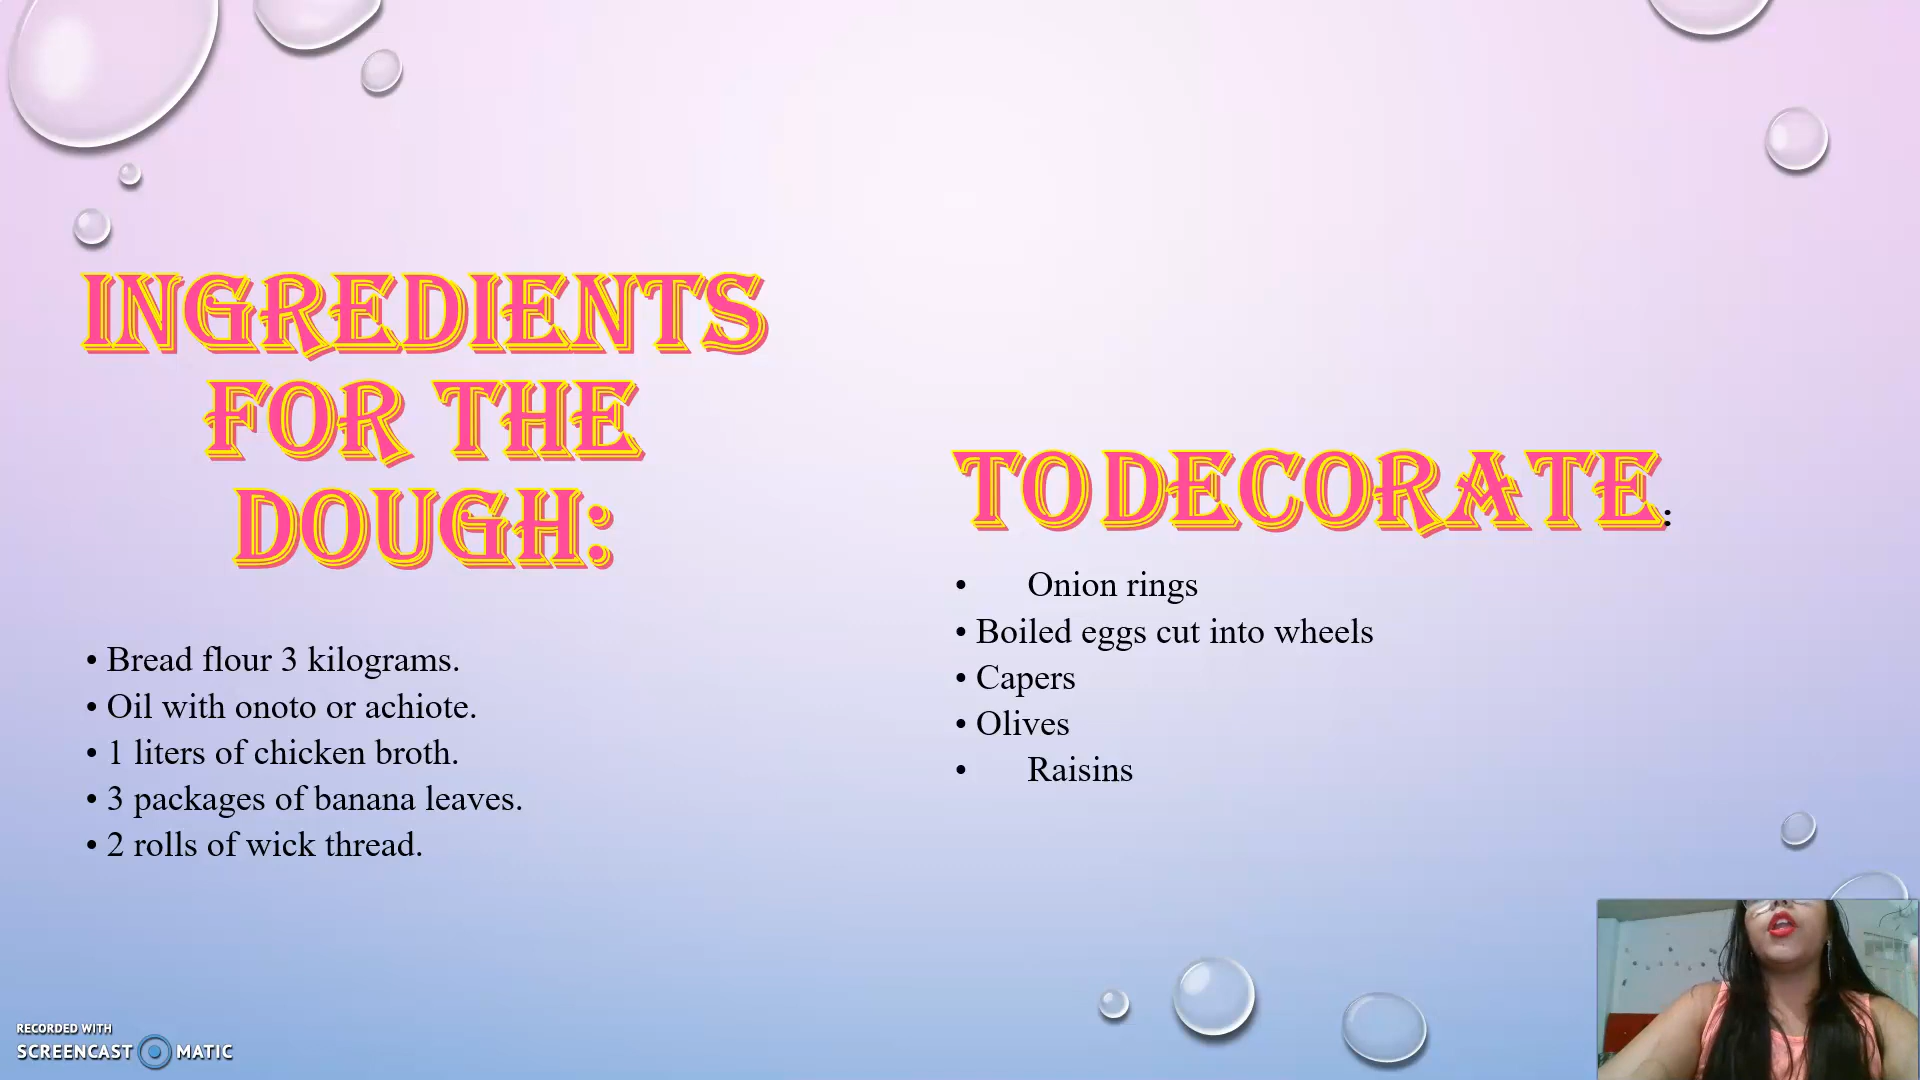 INGREDIENTS
FOR THE
DOUGH:
• Bread flour 3 kilograms.
• Oil with onoto or achiote.
• 1 liters of chicken broth.
• 3 packages of banana leaves.
• 2 rolls of wick thread.
TO DECORATE:
• Onion rings
• Boiled eggs cut into wheels
• Capers
• Olives
• Raisins
RECORDED WITH
SCREENCAST MATIC